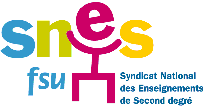 snes
fsu
Syndicat National
des Enseignements
de Second degré